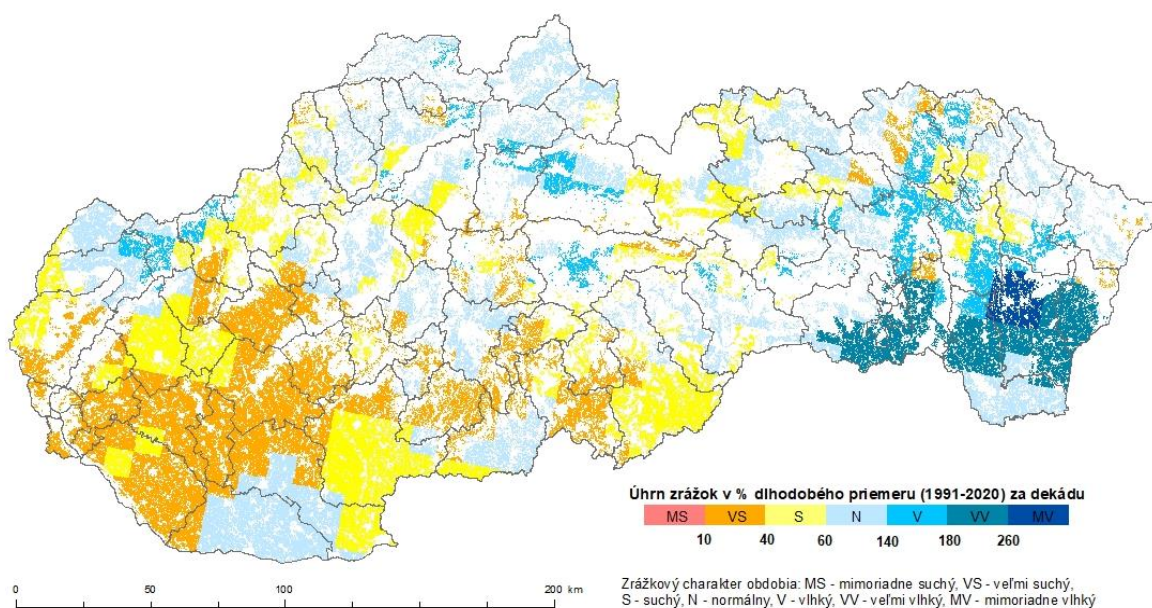 Úhrn zrážok v % dlhodobého priemeru (1991-2020) za dekádu
MS VS S N V VV MV
10 40 60 140 180 260
0 50 100 200 km
Zrážkový charakter obdobia: MS - mimoriadne suchý, VS - veľmi suchý,
S - suchý, N - normálny, V - vlhký, VV - veľmi vlhký, MV - mimoriadne vlhký